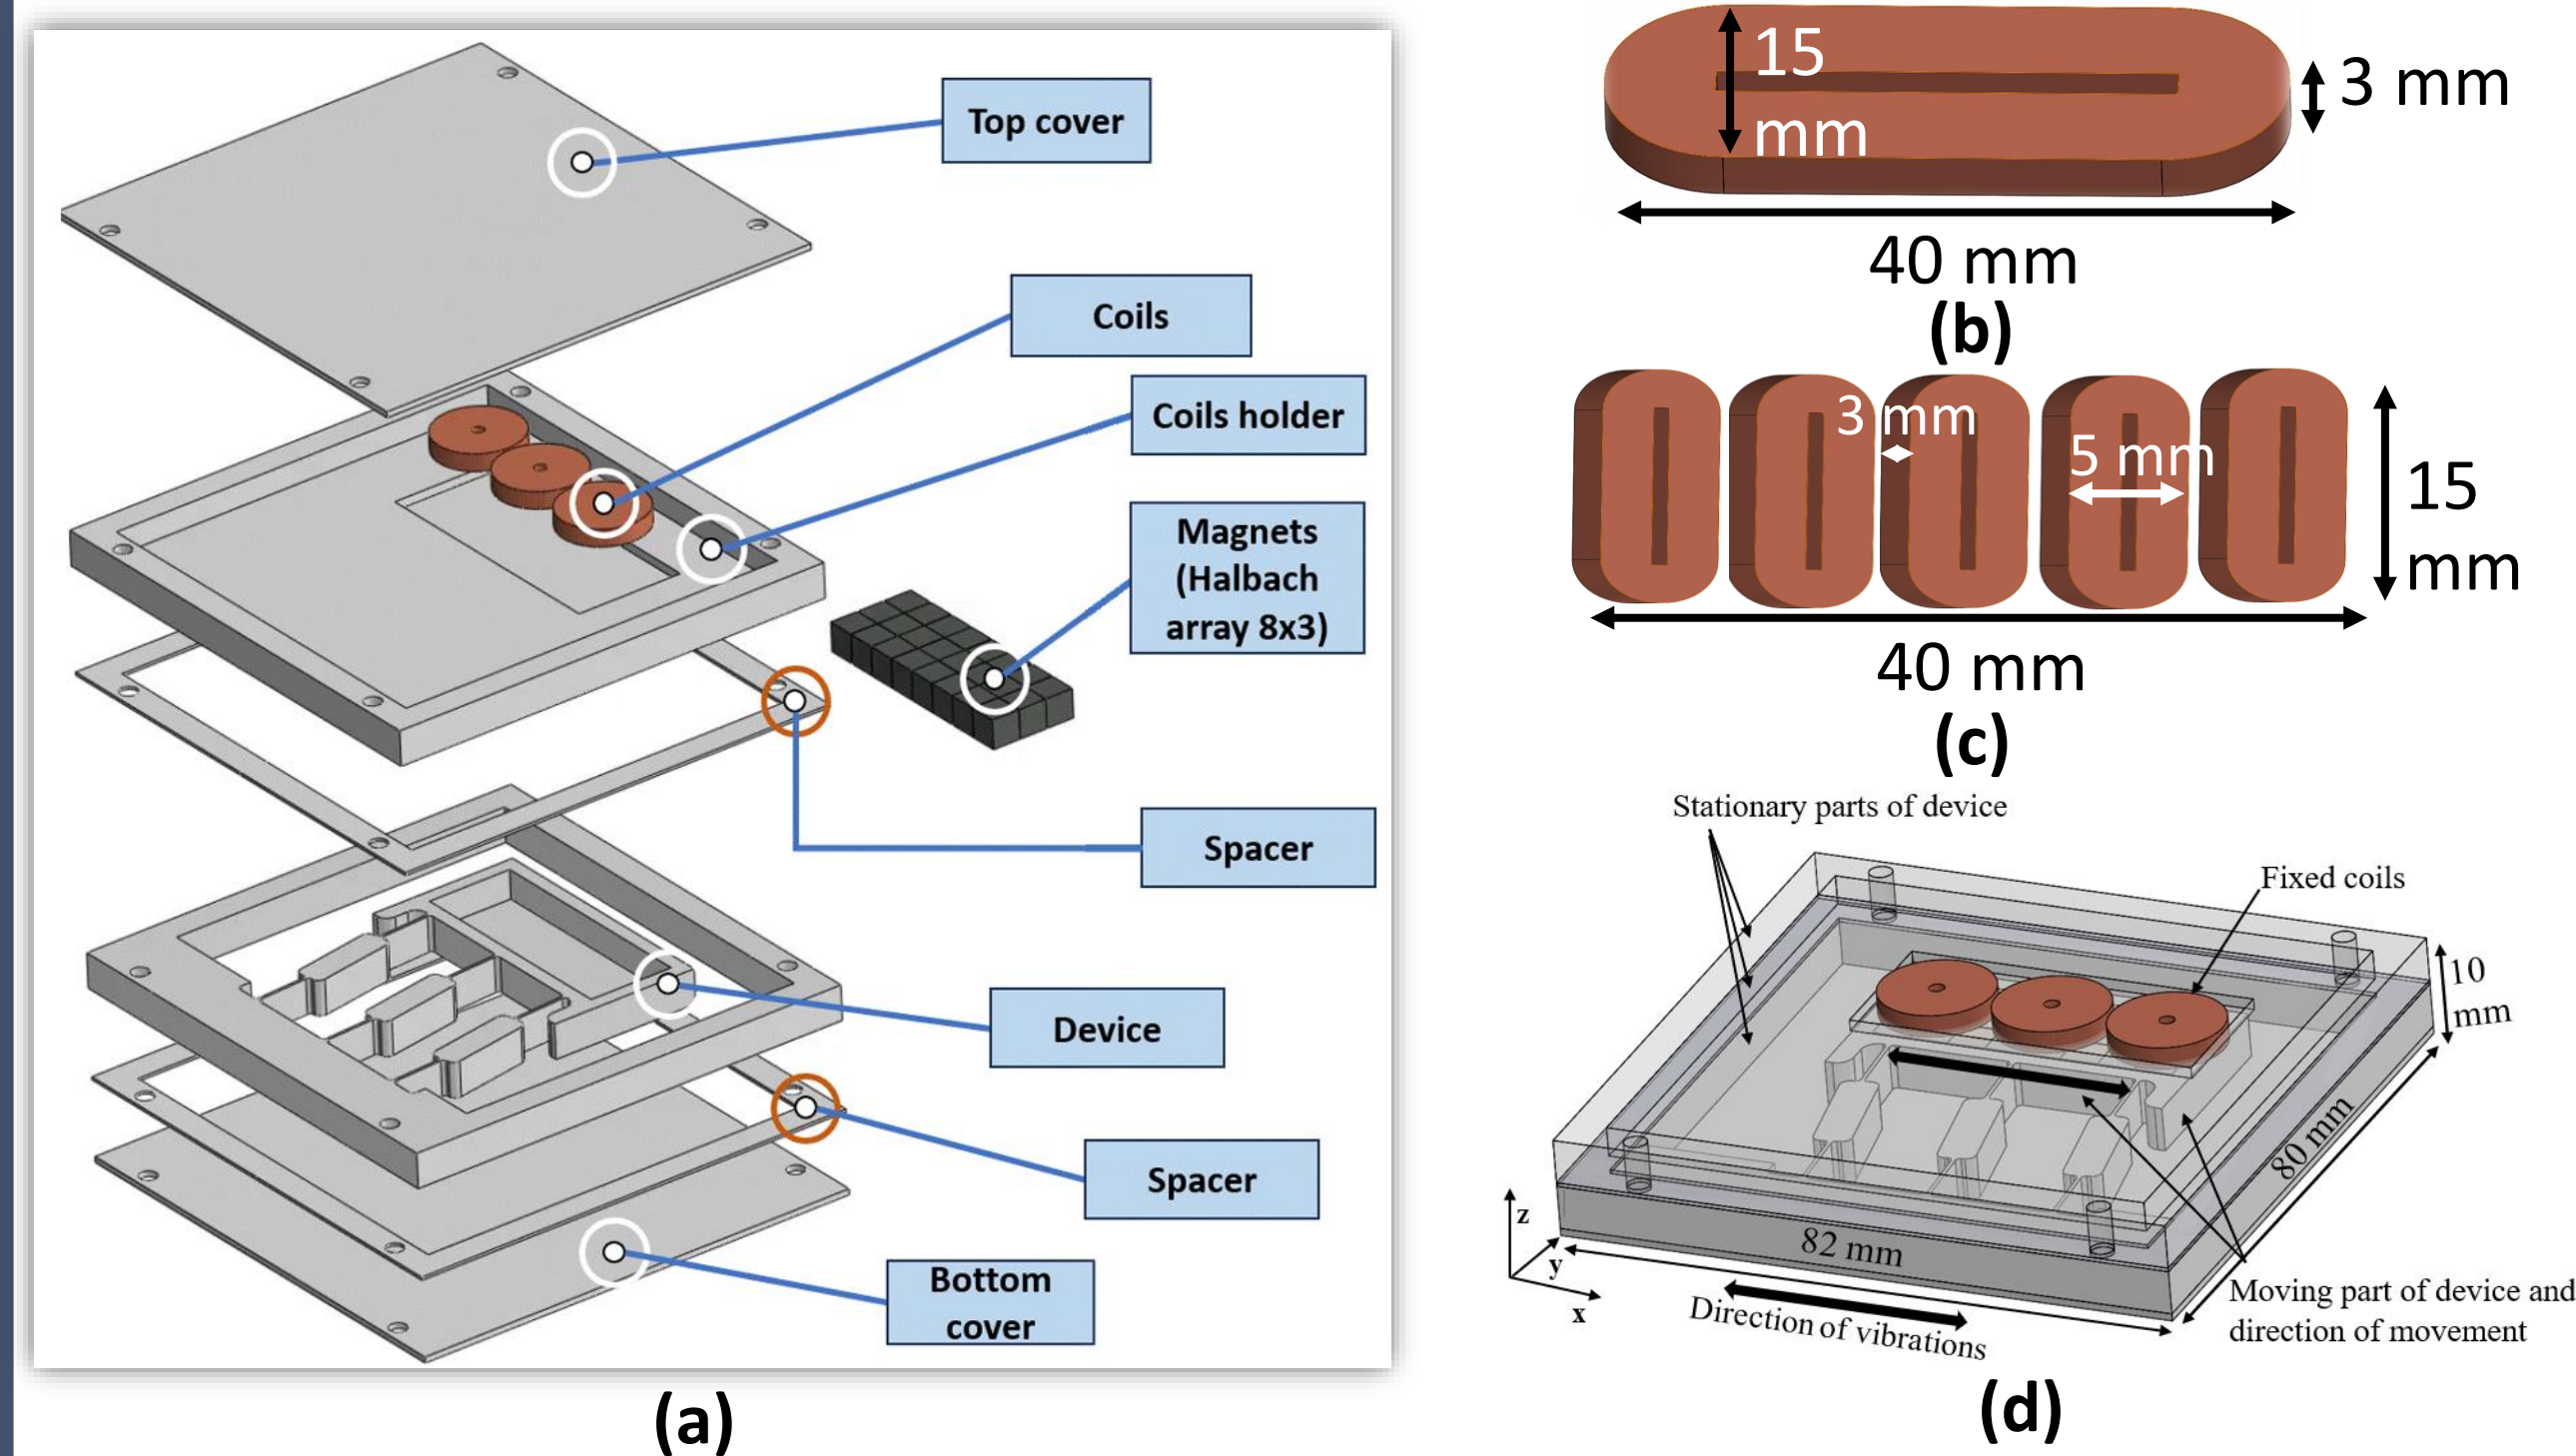 Top cover
Coils
Coils holder
Magnets
(Halbach
array 8x3)
Spacer
Device
Spacer
Bottom
cover
(a)
15
mm
3 mm
40 mm
(b)
3 mm
5 mm
15
mm
40 mm
(c)
Stationary parts of device
Fixed coils
10
mm
80 mm
82 mm
z
y
x
Direction of vibrations
Moving part of device and
direction of movement
(d)